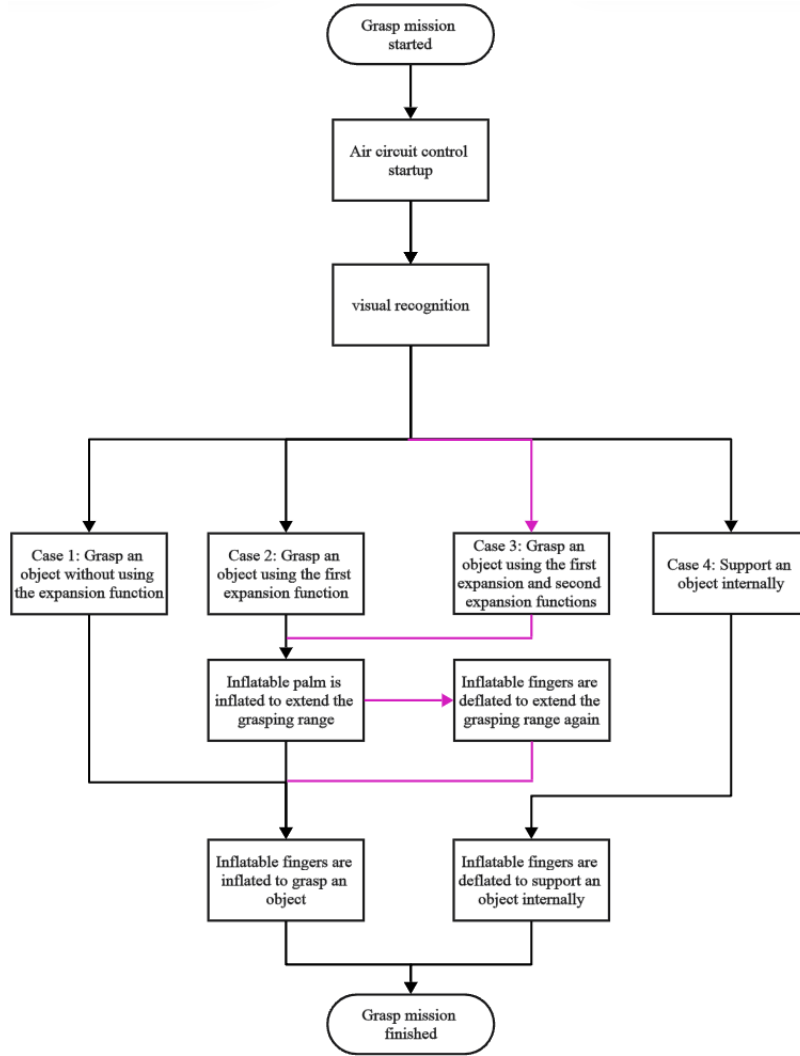 Grasp mission
started
Air circuit control
startup
visual recognition
Case 1: Grasp an
object without using
the expansion function
Case 2: Grasp an
object using the first
expansion function
Case 3: Grasp an
object using the first
expansion and second
expansion functions
Case 4: Support an
object internally
Inflatable palm is
inflated to extend the
grasping range
Inflatable fingers are
deflated to extend the
grasping range again
Inflatable fingers are
inflated to grasp an
object
Inflatable fingers are
deflated to support an
object internally
Grasp mission
finished